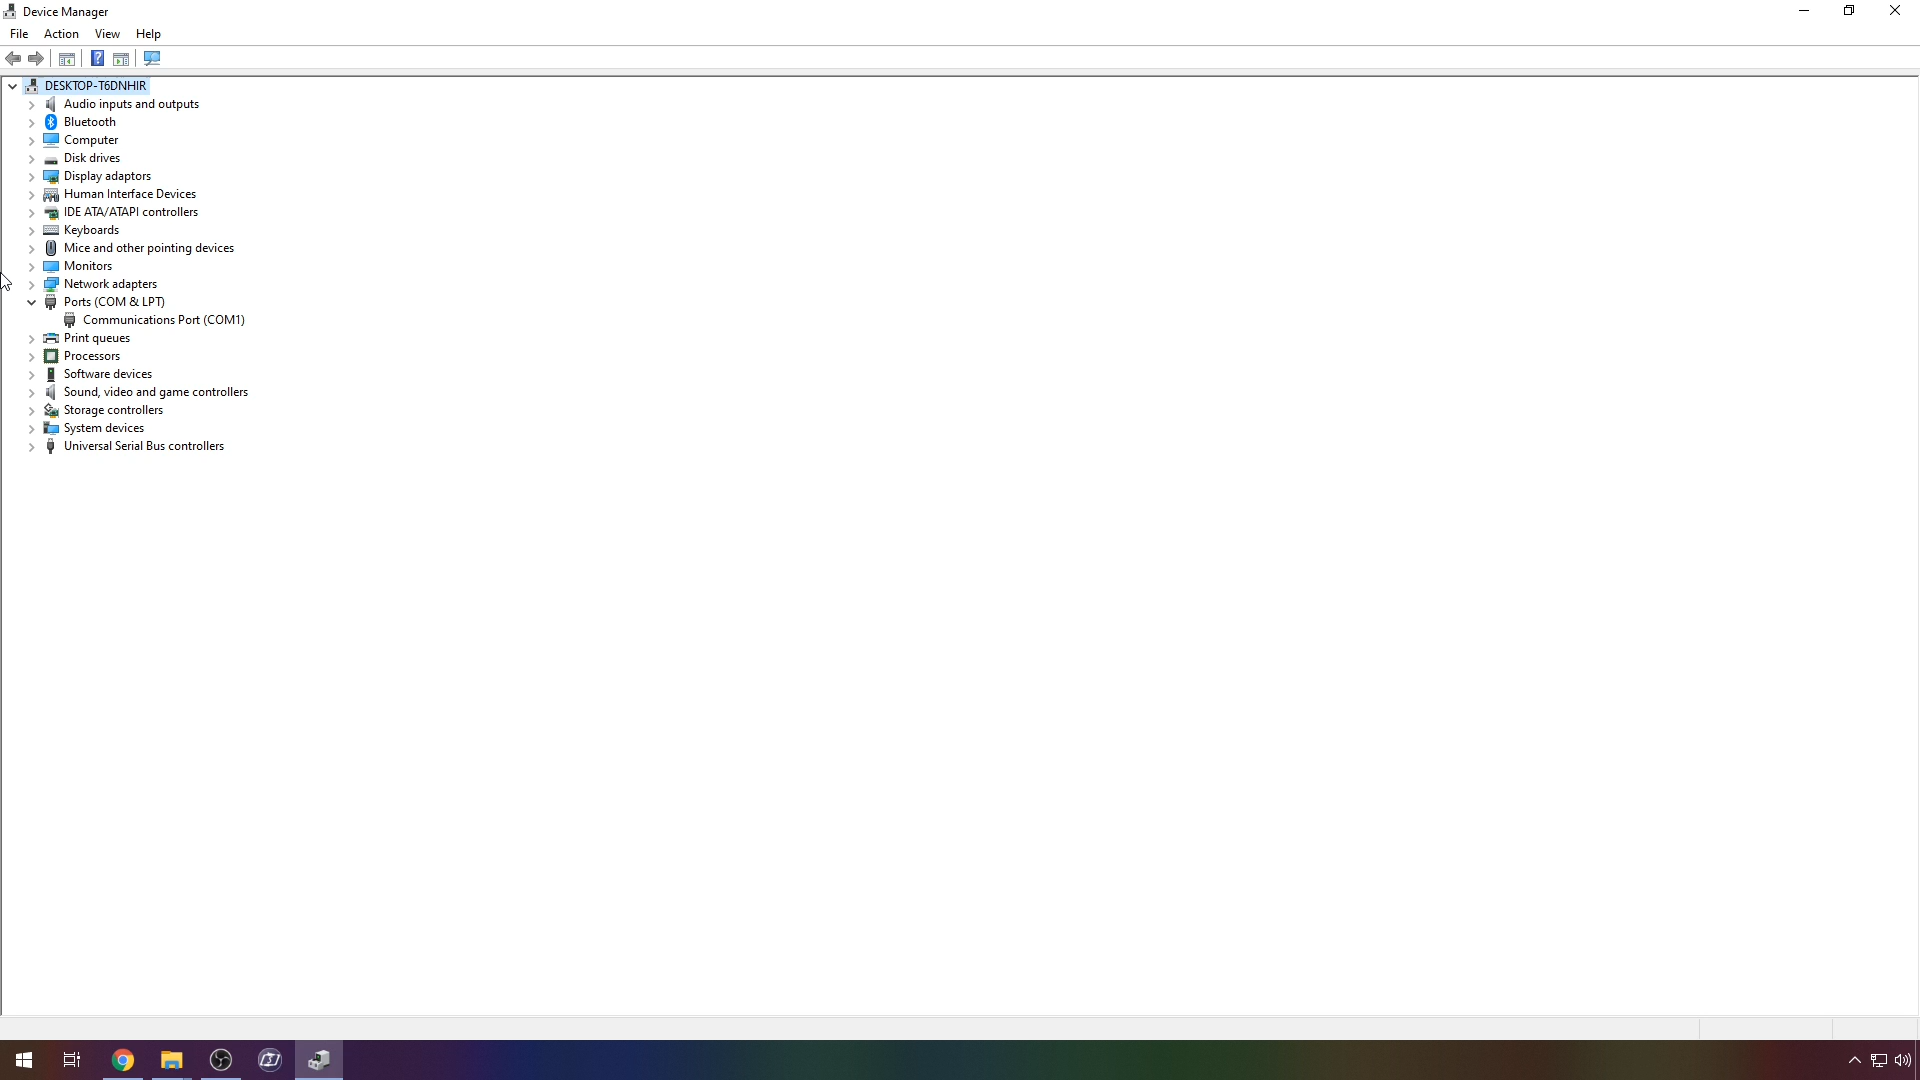 Device Manager
File Action View Help
DESKTOP-T6DNHIR
Audio inputs and outputs
Bluetooth
Computer
Disk drives
Display adaptors
Human Interface Devices
IDE ATA/ATAPI controllers
Keyboards
Mice and other pointing devices
Monitors
Network adapters
Ports (COM & LPT)
Communications Port (COM1)
Print queues
Processors
Software devices
Sound, video and game controllers
Storage controllers
System devices
Universal Serial Bus controllers